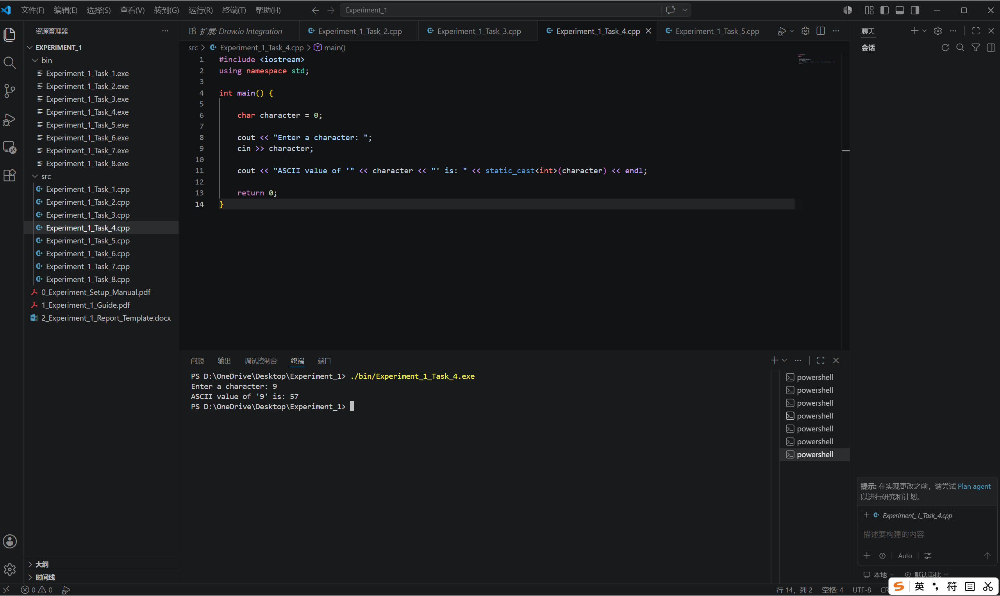 文件(F) 编辑(E) 选择(S) 查看(V) 转到(G) 运行(R) 终端(T) 帮助(H) Experiment_1
资源管理器
EXPERIMENT_1
bin
Experiment_1_Task_1.exe
Experiment_1_Task_2.exe
Experiment_1_Task_3.exe
Experiment_1_Task_4.exe
Experiment_1_Task_5.exe
Experiment_1_Task_6.exe
Experiment_1_Task_7.exe
Experiment_1_Task_8.exe
src
Experiment_1_Task_1.cpp
Experiment_1_Task_2.cpp
Experiment_1_Task_3.cpp
Experiment_1_Task_4.cpp
Experiment_1_Task_5.cpp
Experiment_1_Task_6.cpp
Experiment_1_Task_7.cpp
Experiment_1_Task_8.cpp
0_Experiment_Setup_Manual.pdf
1_Experiment_1_Guide.pdf
2_Experiment_1_Report_Template.docx
大纲
时间线
扩展: Draw.io Integration Experiment_1_Task_2.cpp Experiment_1_Task_3.cpp Experiment_1_Task_4.cpp Experiment_1_Task_5.cpp
src > Experiment_1_Task_4.cpp > main()
1 #include <iostream>
2 using namespace std;
3
4 int main() {
5
6 char character = 0;
7
8 cout << "Enter a character: ";
9 cin >> character;
10
11 cout << "ASCII value of '" << character << "' is: " << static_cast<int>(character) << endl;
12
13 return 0;
14 }
问题 输出 调试控制台 终端 端口
PS D:\OneDrive\Desktop\Experiment_1> ./bin/Experiment_1_Task_4.exe
Enter a character: 9
ASCII value of '9' is: 57
PS D:\OneDrive\Desktop\Experiment_1>
powershell
powershell
powershell
powershell
powershell
powershell
powershell
聊天
会话
提示: 在实现更改之前，请尝试 Plan agent
以进行研究和计划。
Experiment_1_Task_4.cpp
描述要构建的内容
Auto
本地 默认审批
0 0 行 14，列 2 空格: 4 UTF-8
英 符